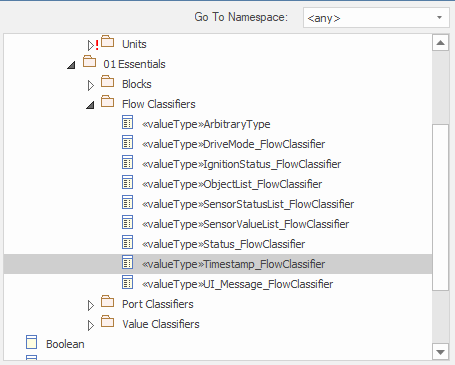 Go To Namespace: <any>
Units
01 Essentials
Blocks
Flow Classifiers
«valueType»ArbitraryType
«valueType»DriveMode_FlowClassifier
«valueType»IgnitionStatus_FlowClassifier
«valueType»ObjectList_FlowClassifier
«valueType»SensorStatusList_FlowClassifier
«valueType»SensorValueList_FlowClassifier
«valueType»Status_FlowClassifier
«valueType»Timestamp_FlowClassifier
«valueType»UI_Message_FlowClassifier
Port Classifiers
Value Classifiers
Boolean